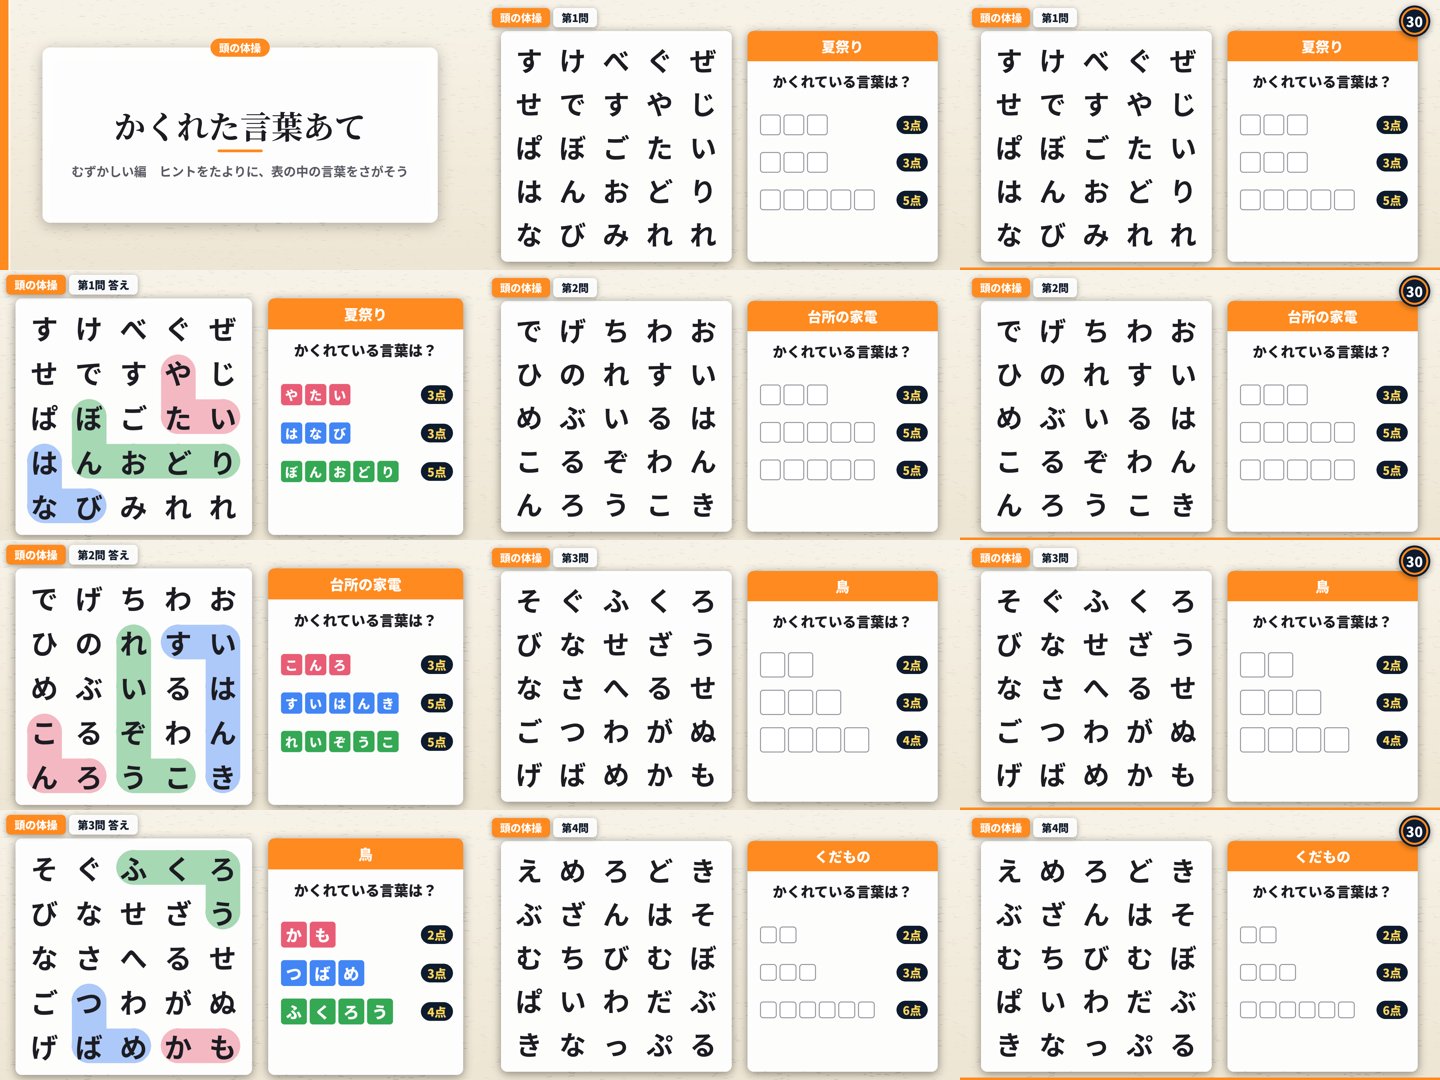 頭の体操
かくれた言葉あて
むずかしい編　ヒントをたよりに、表の中の言葉をさがそう
頭の体操 第1問
す け べ ぐ ぜ
せ で す や じ
ぱ ぼ ご た い
は ん お ど り
な び み れ れ
夏祭り
かくれている言葉は？
3点
3点
5点
頭の体操 第1問
30
す け べ ぐ ぜ
せ で す や じ
ぱ ぼ ご た い
は ん お ど り
な び み れ れ
夏祭り
かくれている言葉は？
3点
3点
5点
頭の体操 第1問 答え
す け べ ぐ ぜ
せ で す や じ
ぱ ぼ ご た い
は ん お ど り
な び み れ れ
夏祭り
かくれている言葉は？
やたい 3点
はなび 3点
ぼんおどり 5点
頭の体操 第2問
で げ ち わ お
ひ の れ す い
め ぶ い る は
こ る ぞ わ ん
ん ろ う こ き
台所の家電
かくれている言葉は？
3点
5点
5点
頭の体操 第2問
30
で げ ち わ お
ひ の れ す い
め ぶ い る は
こ る ぞ わ ん
ん ろ う こ き
台所の家電
かくれている言葉は？
3点
5点
5点
頭の体操 第2問 答え
で げ ち わ お
ひ の れ す い
め ぶ い る は
こ る ぞ わ ん
ん ろ う こ き
台所の家電
かくれている言葉は？
こんろ 3点
すいはんき 5点
れいぞうこ 5点
頭の体操 第3問
そ ぐ ふ く ろ
び な せ ざ う
な さ へ る せ
ご つ わ が ぬ
げ ば め か も
鳥
かくれている言葉は？
2点
3点
4点
頭の体操 第3問
30
そ ぐ ふ く ろ
び な せ ざ う
な さ へ る せ
ご つ わ が ぬ
げ ば め か も
鳥
かくれている言葉は？
2点
3点
4点
頭の体操 第3問 答え
そ ぐ ふ く ろ
び な せ ざ う
な さ へ る せ
ご つ わ が ぬ
げ ば め か も
鳥
かくれている言葉は？
かも 2点
つばめ 3点
ふくろう 4点
頭の体操 第4問
え め ろ ど き
ぶ ざ ん は そ
む ち び む ぼ
ぱ い わ だ ぶ
き な っ ぷ る
くだもの
かくれている言葉は？
2点
3点
6点
頭の体操 第4問
30
え め ろ ど き
ぶ ざ ん は そ
む ち び む ぼ
ぱ い わ だ ぶ
き な っ ぷ る
くだもの
かくれている言葉は？
2点
3点
6点